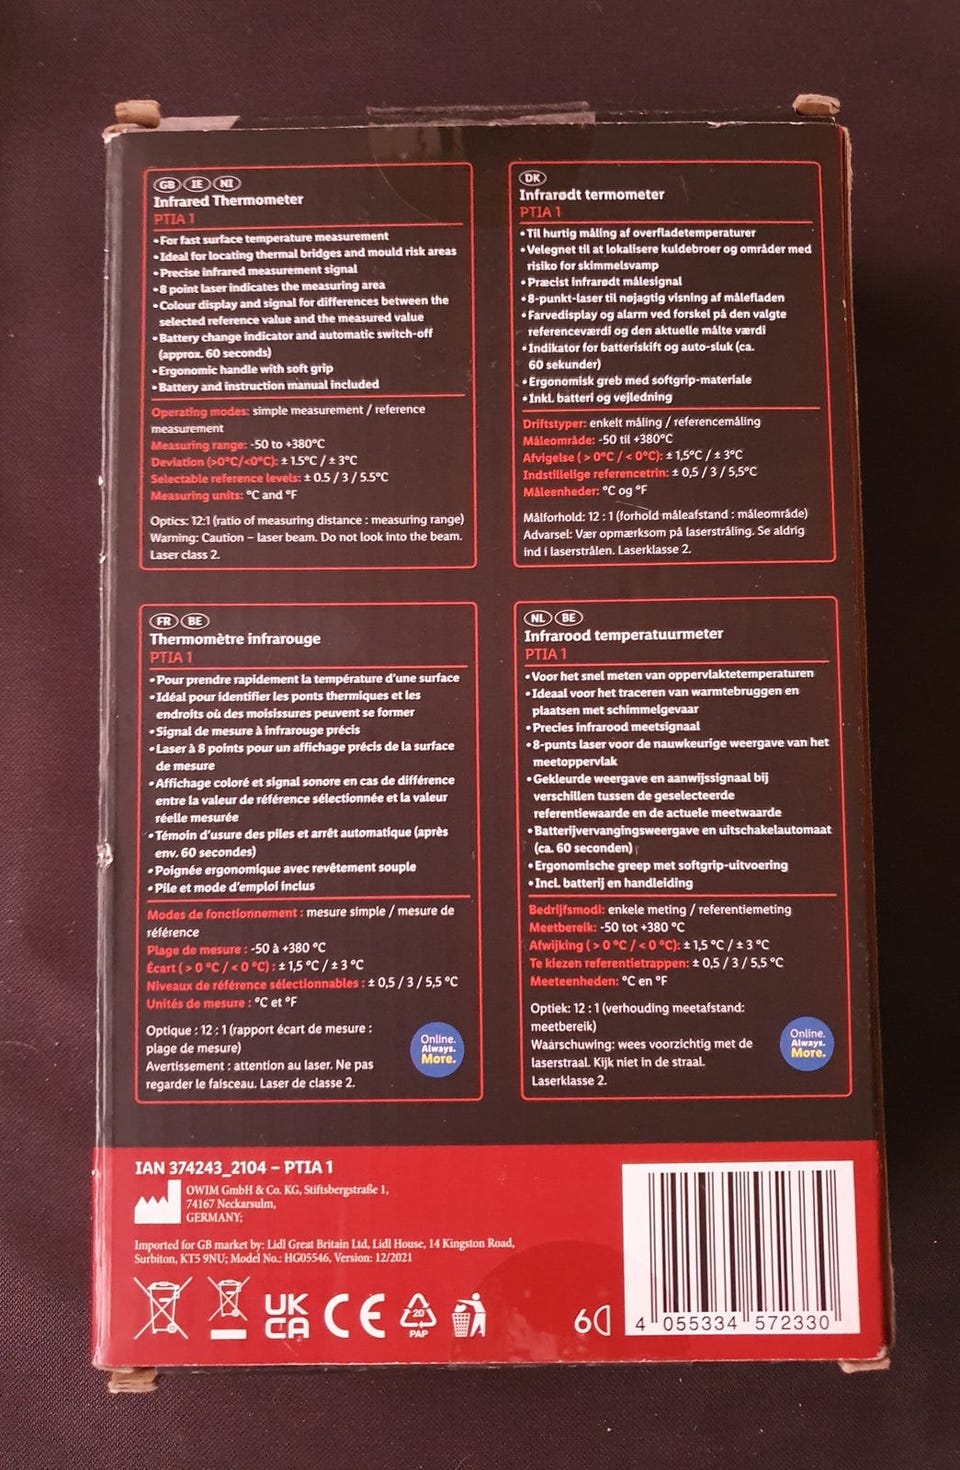 GB IE NI
Infrared Thermometer
PTIA 1
•For fast surface temperature measurement
•Ideal for locating thermal bridges and mould risk areas
•Precise infrared measurement signal
•8 point laser indicates the measuring area
•Colour display and signal for differences between the
selected reference value and the measured value
•Battery change indicator and automatic switch-off
(approx. 60 seconds)
•Ergonomic handle with soft grip
•Battery and instruction manual included
Operating modes: simple measurement / reference
measurement
Measuring range: -50 to +380°C
Deviation (>0°C/<0°C): ± 1.5°C / ± 3°C
Selectable reference levels: ± 0.5 / 3 / 5.5°C
Measuring units: °C and °F
Optics: 12:1 (ratio of measuring distance : measuring range)
Warning: Caution – laser beam. Do not look into the beam.
Laser class 2.
DK
Infrarødt termometer
PTIA 1
•Til hurtig måling af overfladetemperaturer
•Velegnet til at lokalisere kuldebroer og områder med
risiko for skimmelsvamp
•Præcist infrarødt målesignal
•8-punkt-laser til nøjagtig visning af målefladen
•Farvedisplay og alarm ved forskel på den valgte
referenceværdi og den aktuelle målte værdi
•Indikator for batteriskift og auto-sluk (ca.
60 sekunder)
•Ergonomisk greb med softgrip-materiale
•Inkl. batteri og vejledning
Driftstyper: enkelt måling / referencemåling
Måleområde: -50 til +380°C
Afvigelse ( > 0°C / < 0°C): ± 1,5°C / ± 3°C
Indstillelige referencetrin: ± 0,5 / 3 / 5,5°C
Måleenheder: °C og °F
Målforhold: 12 : 1 (forhold måleafstand : måleområde)
Advarsel: Vær opmærksom på laserstråling. Se aldrig
ind i laserstrålen. Laserklasse 2.
FR BE
Thermomètre infrarouge
PTIA 1
•Pour prendre rapidement la température d'une surface
•Idéal pour identifier les ponts thermiques et les
endroits où des moisissures peuvent se former
•Signal de mesure à infrarouge précis
•Laser à 8 points pour un affichage précis de la surface
de mesure
•Affichage coloré et signal sonore en cas de différence
entre la valeur de référence sélectionnée et la valeur
réelle mesurée
•Témoin d'usure des piles et arrêt automatique (après
env. 60 secondes)
•Poignée ergonomique avec revêtement souple
•Pile et mode d'emploi inclus
Modes de fonctionnement : mesure simple / mesure de
référence
Plage de mesure : -50 à +380 °C
Écart ( > 0 °C / < 0 °C) : ± 1,5 °C / ± 3 °C
Niveaux de référence sélectionnables : ± 0,5 / 3 / 5,5 °C
Unités de mesure : °C et °F
Optique : 12 : 1 (rapport écart de mesure :
plage de mesure)
Avertissement : attention au laser. Ne pas
regarder le faisceau. Laser de classe 2.
Online.
Always.
More.
NL BE
Infrarood temperatuurmeter
PTIA 1
•Voor het snel meten van oppervlaktetemperaturen
•Ideaal voor het traceren van warmtebruggen en
plaatsen met schimmelgevaar
•Precies infrarood meetsignaal
•8-punts laser voor de nauwkeurige weergave van het
meetoppervlak
•Gekleurde weergave en aanwijssignaal bij
verschillen tussen de geselecteerde
referentiewaarde en de actuele meetwaarde
•Batterijvervangingsweergave en uitschakelautomaat
(ca. 60 seconden)
•Ergonomische greep met softgrip-uitvoering
•Incl. batterij en handleiding
Bedrijfsmodi: enkele meting / referentiemeting
Meetbereik: -50 tot +380 °C
Afwijking ( > 0 °C / < 0 °C): ± 1,5 °C / ± 3 °C
Te kiezen referentietrappen: ± 0,5 / 3 / 5,5 °C
Meeteenheden: °C en °F
Optiek: 12 : 1 (verhouding meetafstand:
meetbereik)
Waarschuwing: wees voorzichtig met de
laserstraal. Kijk niet in de straal.
Laserklasse 2.
Online.
Always.
More.
IAN 374243_2104 – PTIA 1
OWIM GmbH & Co. KG, Stiftsbergstraße 1,
74167 Neckarsulm,
GERMANY;
Imported for GB market by: Lidl Great Britain Ltd, Lidl House, 14 Kingston Road,
Surbiton, KT5 9NU; Model No.: HG05546, Version: 12/2021
UK
CA
CE
20
PAP
6
4 055334 572330